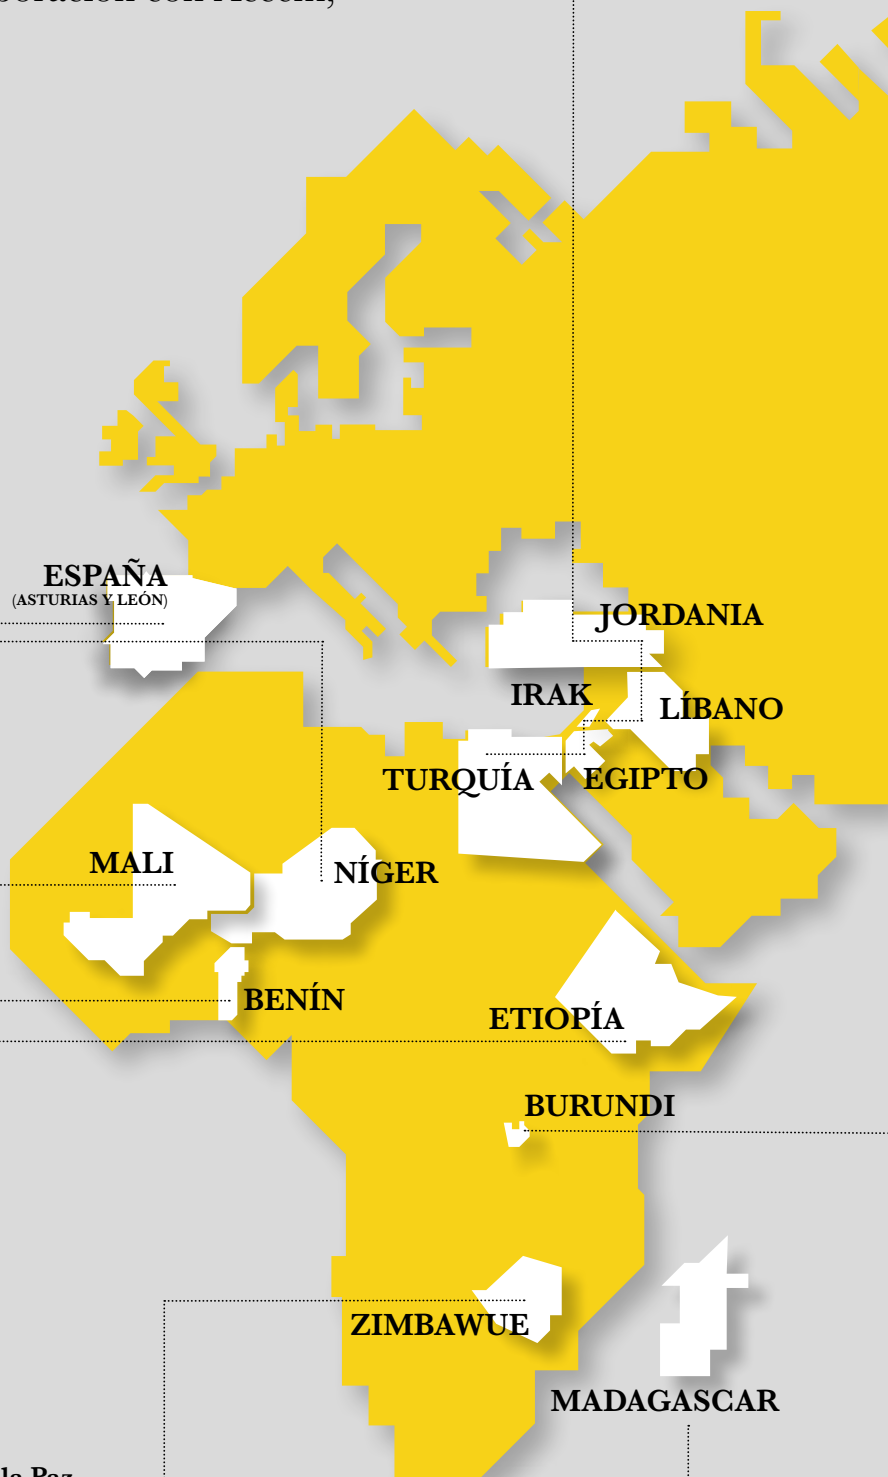 ESPAÑA
(ASTURIAS Y LEÓN)
JORDANIA
IRAK
LÍBANO
TURQUÍA
EGIPTO
MALI
NÍGER
BENÍN
ETIOPÍA
BURUNDI
ZIMBAWUE
MADAGASCAR